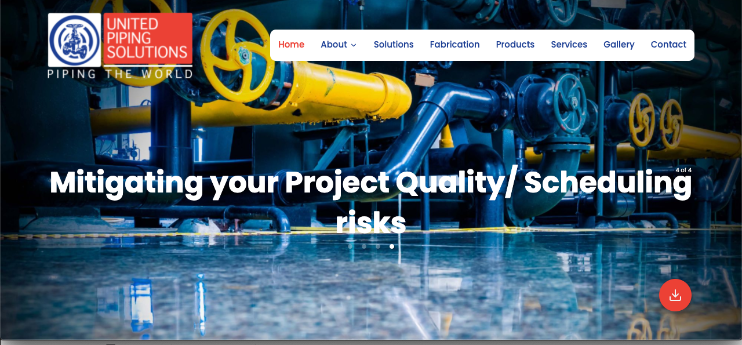 UNITED
PIPING
SOLUTIONS
PIPING THE WORLD
Home About Solutions Fabrication Products Services Gallery Contact
4 of 4
Mitigating your Project Quality/ Scheduling
risks